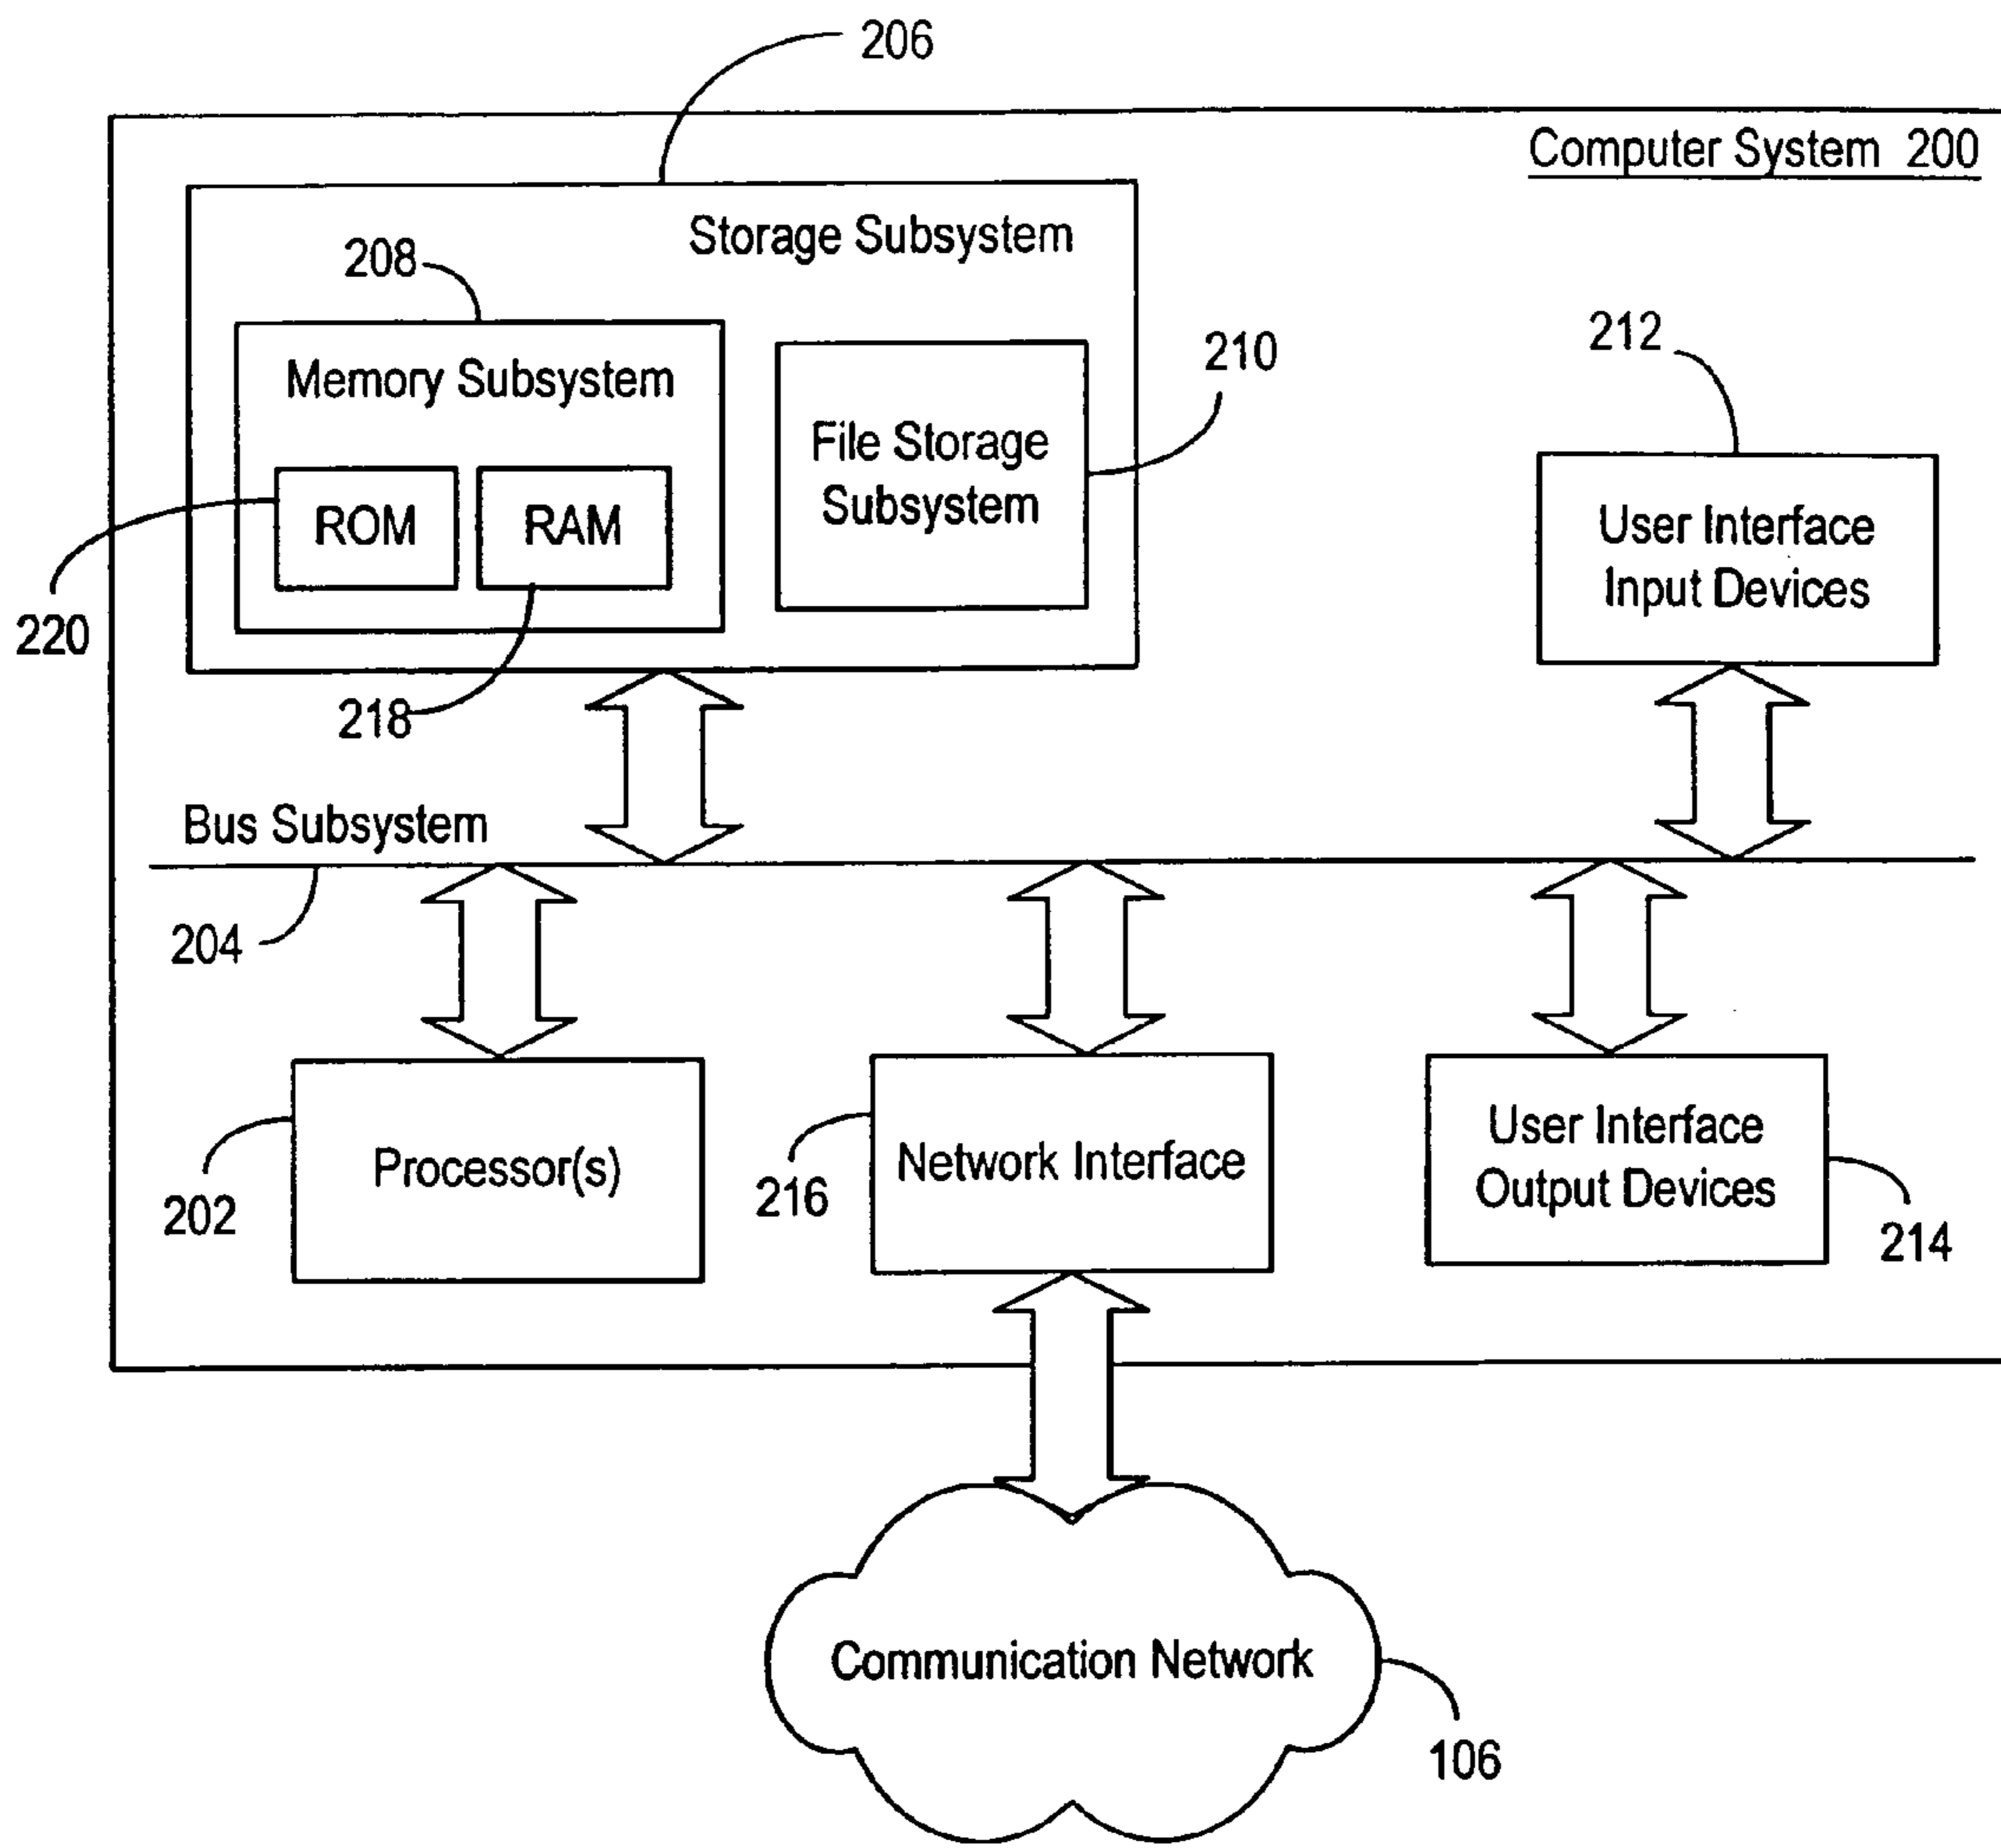 206
Computer System 200
Storage Subsystem
208
Memory Subsystem
210
212
File Storage
Subsystem
ROM
RAM
User Interface
Input Devices
220
218
Bus Subsystem
204
Processor(s)
202
Network Interface
216
User Interface
Output Devices
214
Communication Network
106